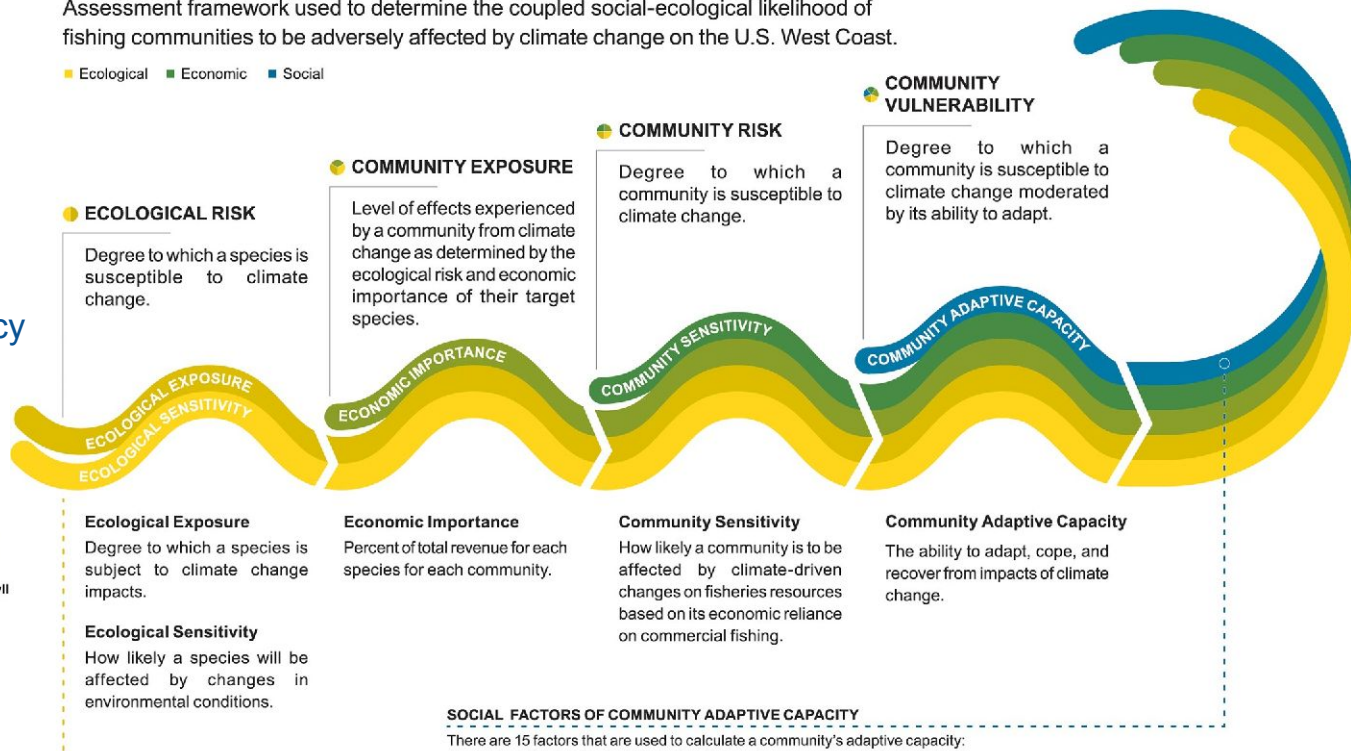 Assessment framework used to determine the coupled social-ecological likelihood of
fishing communities to be adversely affected by climate change on the U.S. West Coast.
Ecological Economic Social
ECOLOGICAL RISK
Degree to which a species is
susceptible to climate
change.
COMMUNITY EXPOSURE
Level of effects experienced
by a community from climate
change as determined by the
ecological risk and economic
importance of their target
species.
COMMUNITY RISK
Degree to which a
community is susceptible to
climate change.
COMMUNITY
VULNERABILITY
Degree to which a
community is susceptible to
climate change moderated
by its ability to adapt.
cy
ECOLOGICAL EXPOSURE
ECOLOGICAL SENSITIVITY
ECONOMIC IMPORTANCE
COMMUNITY SENSITIVITY
COMMUNITY ADAPTIVE CAPACITY
Ecological Exposure
Degree to which a species is
subject to climate change
impacts.
Ecological Sensitivity
How likely a species will be
affected by changes in
environmental conditions.
Economic Importance
Percent of total revenue for each
species for each community.
Community Sensitivity
How likely a community is to be
affected by climate-driven
changes on fisheries resources
based on its economic reliance
on commercial fishing.
Community Adaptive Capacity
The ability to adapt, cope, and
recover from impacts of climate
change.
SOCIAL FACTORS OF COMMUNITY ADAPTIVE CAPACITY
There are 15 factors that are used to calculate a community's adaptive capacity: